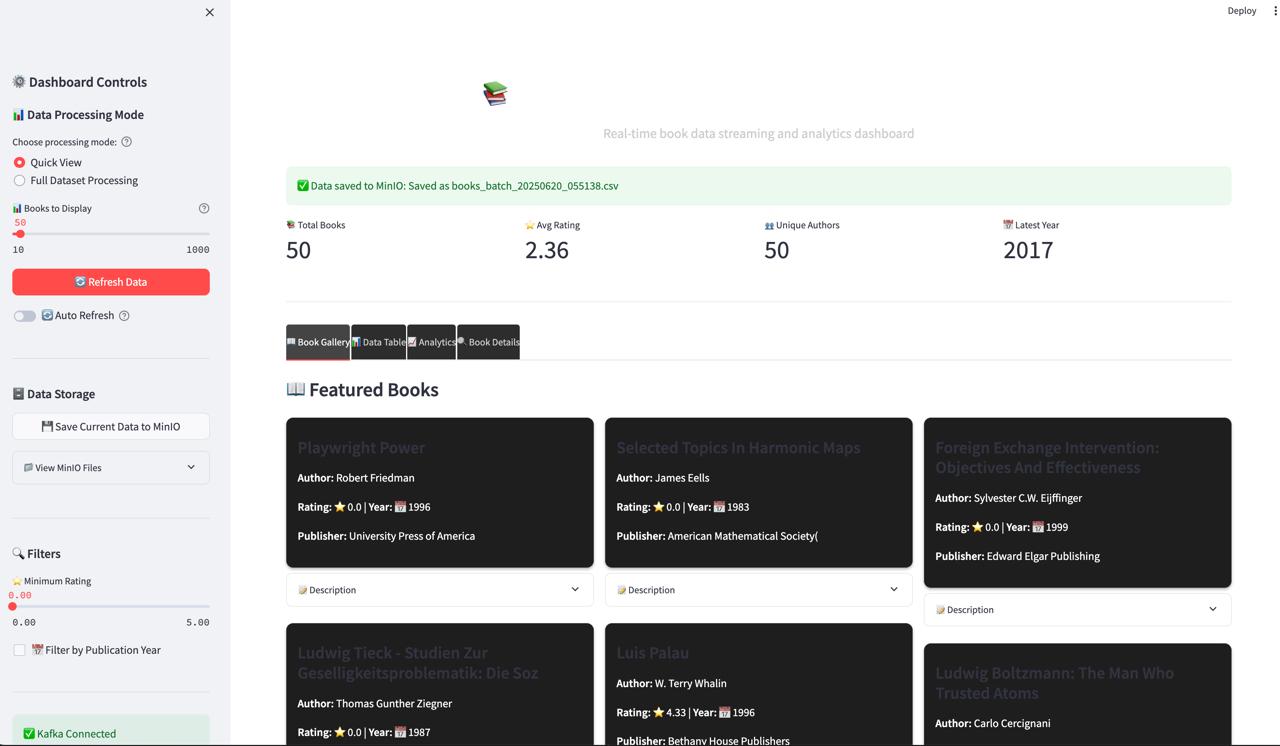 Deploy
⚙️ Dashboard Controls
📊 Data Processing Mode
Choose processing mode:
Quick View
Full Dataset Processing
📊 Books to Display
50
10 1000
🔄 Refresh Data
🔄 Auto Refresh
🗄️ Data Storage
💾 Save Current Data to MinIO
📁 View MinIO Files
🔍 Filters
⭐ Minimum Rating
0.00
0.00 5.00
📅 Filter by Publication Year
✅ Kafka Connected
📚
Real-time book data streaming and analytics dashboard
✅ Data saved to MinIO: Saved as books_batch_20250620_055138.csv
📚 Total Books
50
⭐ Avg Rating
2.36
👥 Unique Authors
50
📅 Latest Year
2017
📖 Book Gallery 📊 Data Table 📈 Analytics 🔍 Book Details
📖 Featured Books
Playwright Power
Author: Robert Friedman
Rating: ⭐ 0.0 | Year: 📅 1996
Publisher: University Press of America
📝 Description
Selected Topics In Harmonic Maps
Author: James Eells
Rating: ⭐ 0.0 | Year: 📅 1983
Publisher: American Mathematical Society(
📝 Description
Foreign Exchange Intervention:
Objectives And Effectiveness
Author: Sylvester C.W. Eijffinger
Rating: ⭐ 0.0 | Year: 📅 1999
Publisher: Edward Elgar Publishing
📝 Description
Ludwig Tieck - Studien Zur
Geselligkeitsproblematik: Die Soz
Author: Thomas Gunther Ziegner
Rating: ⭐ 0.0 | Year: 📅 1987
Luis Palau
Author: W. Terry Whalin
Rating: ⭐ 4.33 | Year: 📅 1996
Publisher: Bethany House Publishers
Ludwig Boltzmann: The Man Who
Trusted Atoms
Author: Carlo Cercignani